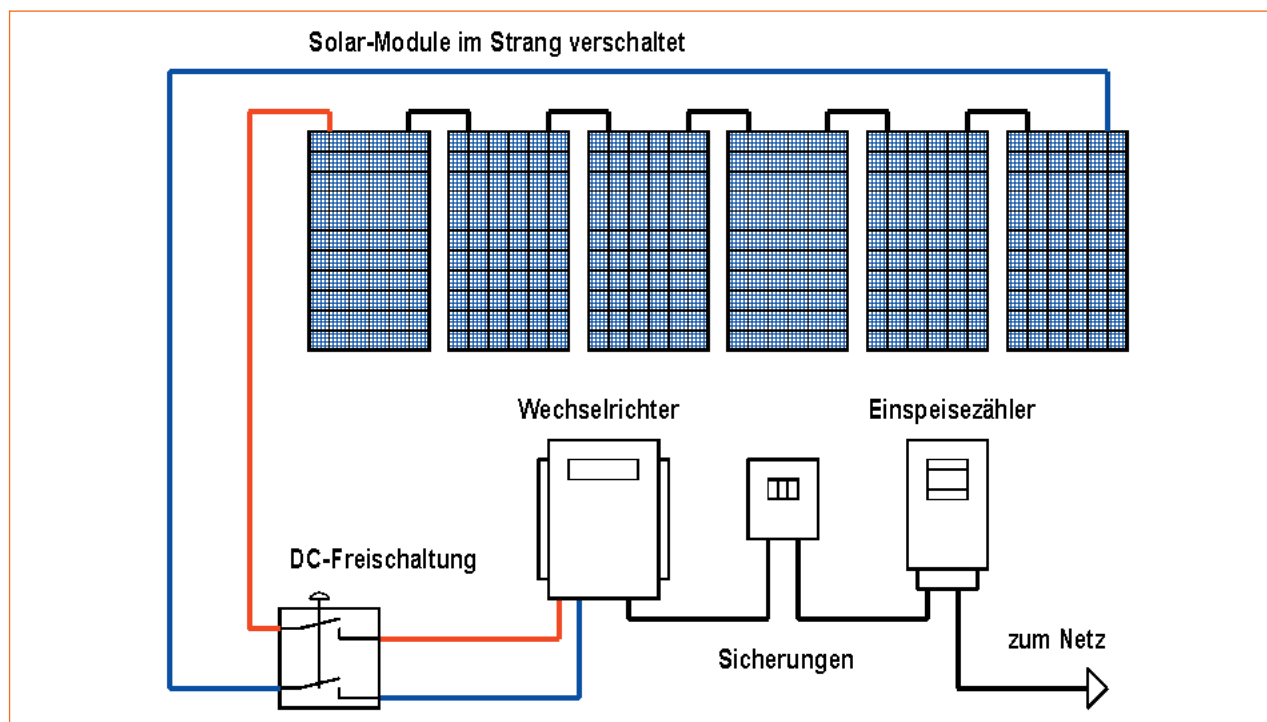 Solar-Module im Strang verschaltet
Wechselrichter
Einspeisezähler
DC-Freischaltung
Sicherungen
zum Netz